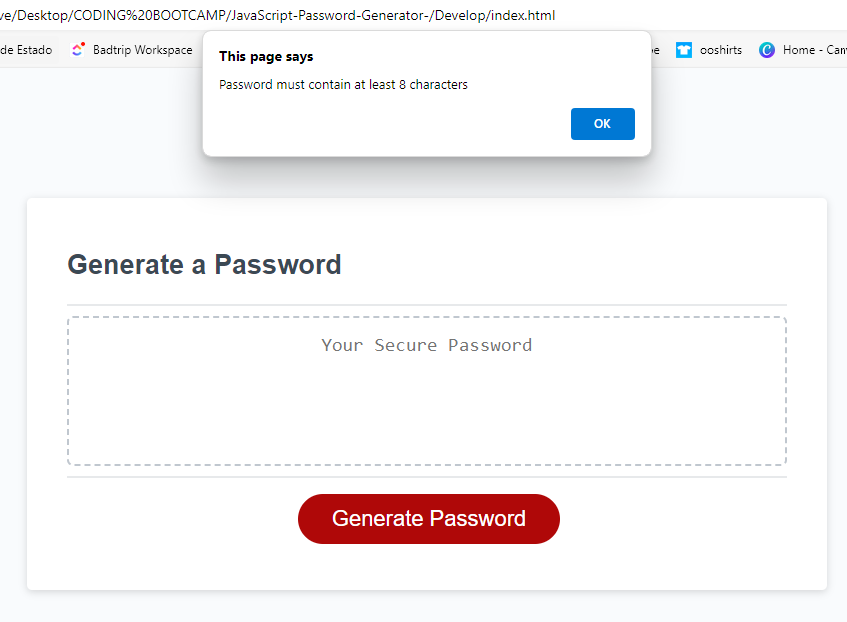 ve/Desktop/CODING%20BOOTCAMP/JavaScript-Password-Generator-/Develop/index.html
de Estado Badtrip Workspace ooshirts Home - Can
This page says
Password must contain at least 8 characters
OK
Generate a Password
Your Secure Password
Generate Password